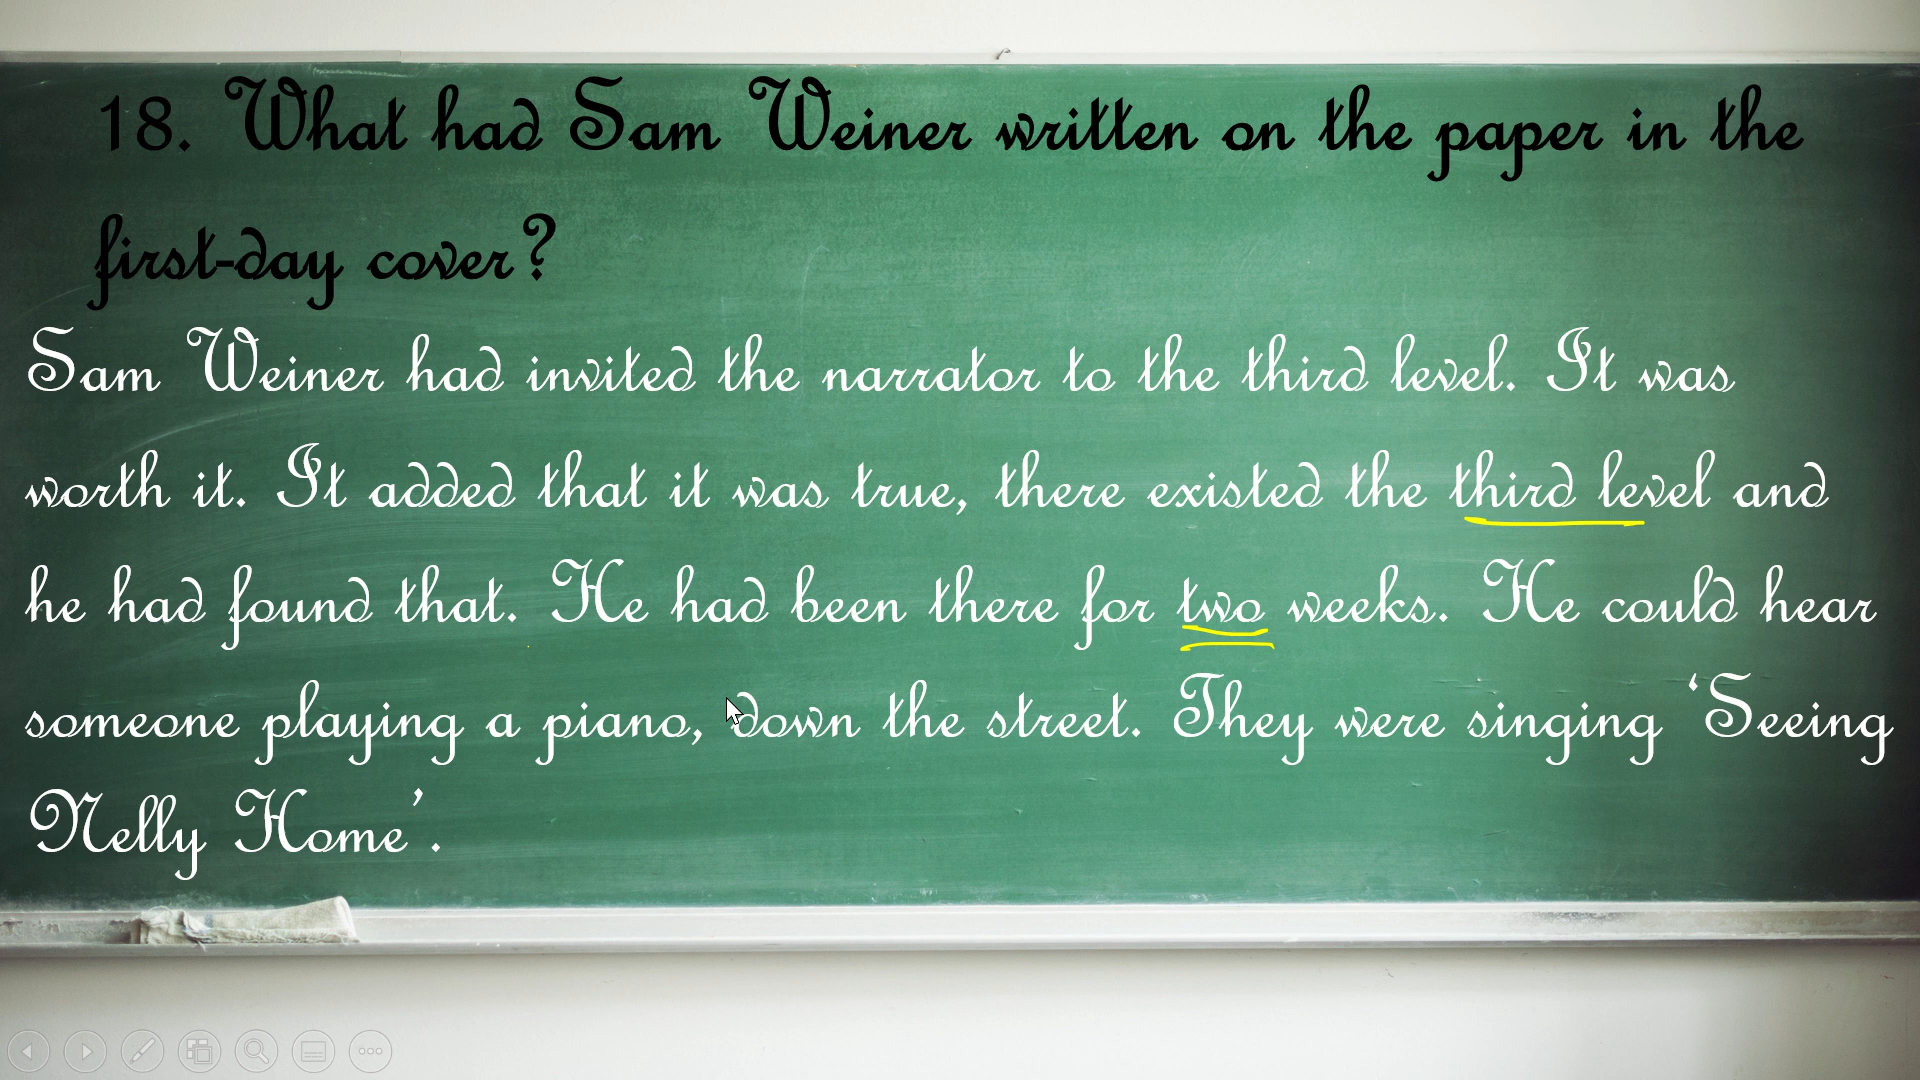 18. What had Sam Weiner written on the paper in the
first-day cover?
Sam Weiner had invited the narrator to the third level. It was
worth it. It added that it was true, there existed the third level and
he had found that. He had been there for two weeks. He could hear
someone playing a piano, down the street. They were singing ‘Seeing
Nelly Home’.